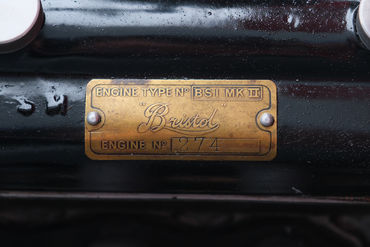 ENGINE TYPE Nº BS1 MK II
"Bristol"
ENGINE Nº 274